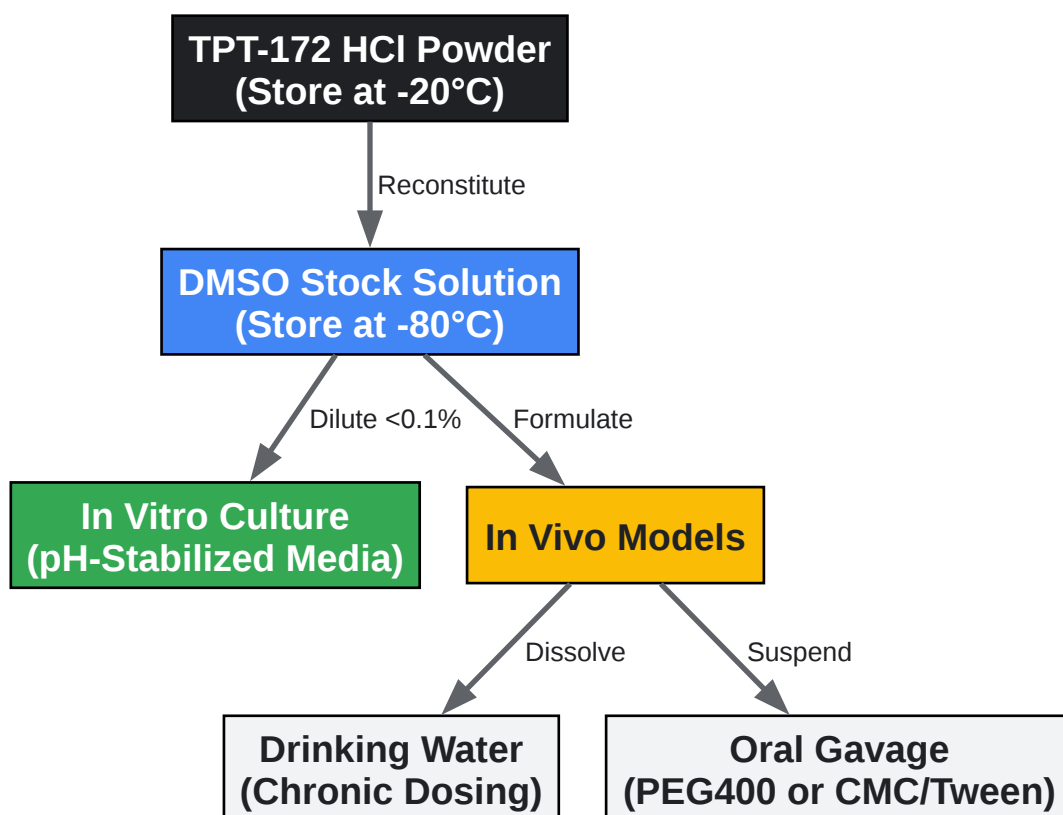 TPT-172 HCl Powder
(Store at -20°C)
Reconstitute
DMSO Stock Solution
(Store at -80°C)
Dilute <0.1%
Formulate
In Vitro Culture
(pH-Stabilized Media)
In Vivo Models
Dissolve
Suspend
Drinking Water
(Chronic Dosing)
Oral Gavage
(PEG400 or CMC/Tween)